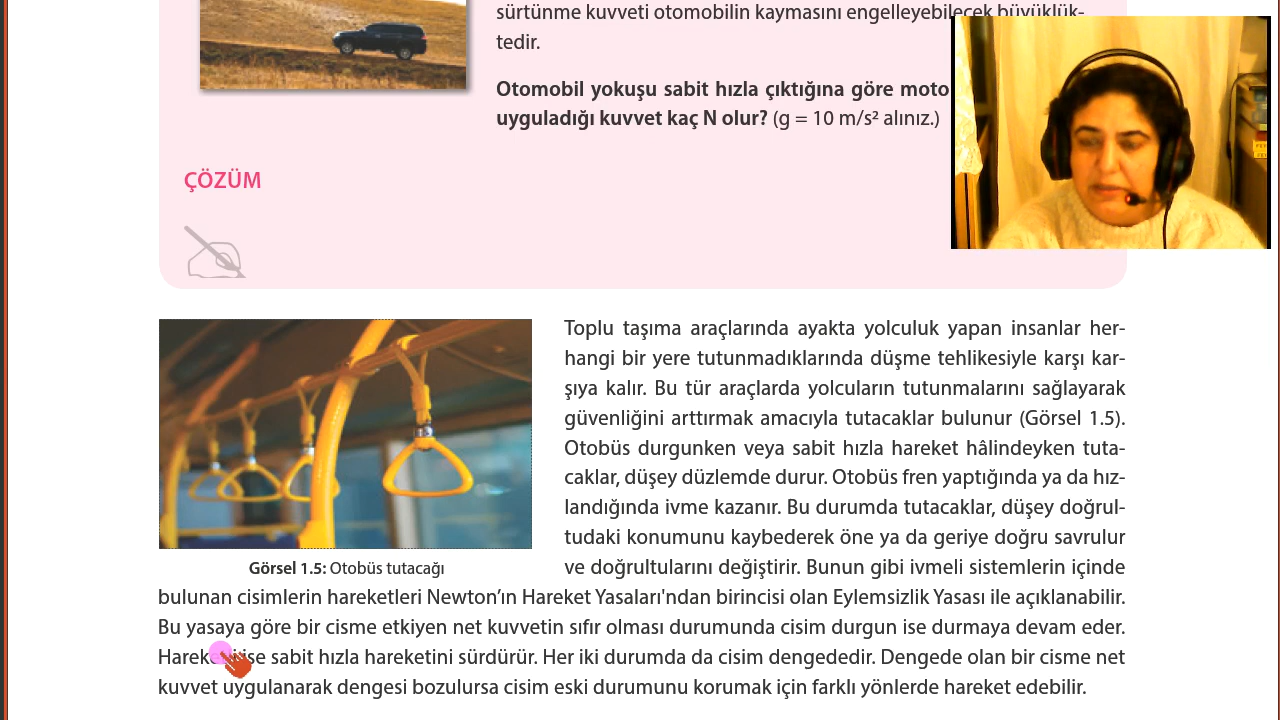 sürtünme kuvveti otomobilin kaymasını engelleyebilecek büyüklük-
tedir.
Otomobil yokuşu sabit hızla çıktığına göre moto
uyguladığı kuvvet kaç N olur? (g = 10 m/s² alınız.)
ÇÖZÜM
Toplu taşıma araçlarında ayakta yolculuk yapan insanlar her-
hangi bir yere tutunmadıklarında düşme tehlikesiyle karşı kar-
şıya kalır. Bu tür araçlarda yolcuların tutunmalarını sağlayarak
güvenliğini arttırmak amacıyla tutacaklar bulunur (Görsel 1.5).
Otobüs durgunken veya sabit hızla hareket hâlindeyken tuta-
caklar, düşey düzlemde durur. Otobüs fren yaptığında ya da hız-
landığında ivme kazanır. Bu durumda tutacaklar, düşey doğrul-
tudaki konumunu kaybederek öne ya da geriye doğru savrulur
Görsel 1.5: Otobüs tutacağı
ve doğrultularını değiştirir. Bunun gibi ivmeli sistemlerin içinde
bulunan cisimlerin hareketleri Newton’ın Hareket Yasaları'ndan birincisi olan Eylemsizlik Yasası ile açıklanabilir.
Bu yasaya göre bir cisme etkiyen net kuvvetin sıfır olması durumunda cisim durgun ise durmaya devam eder.
sabit hızla hareketini sürdürür. Her iki durumda da cisim dengededir. Dengede olan bir cisme net
kuvvet uygulanarak dengesi bozulursa cisim eski durumunu korumak için farklı yönlerde hareket edebilir.